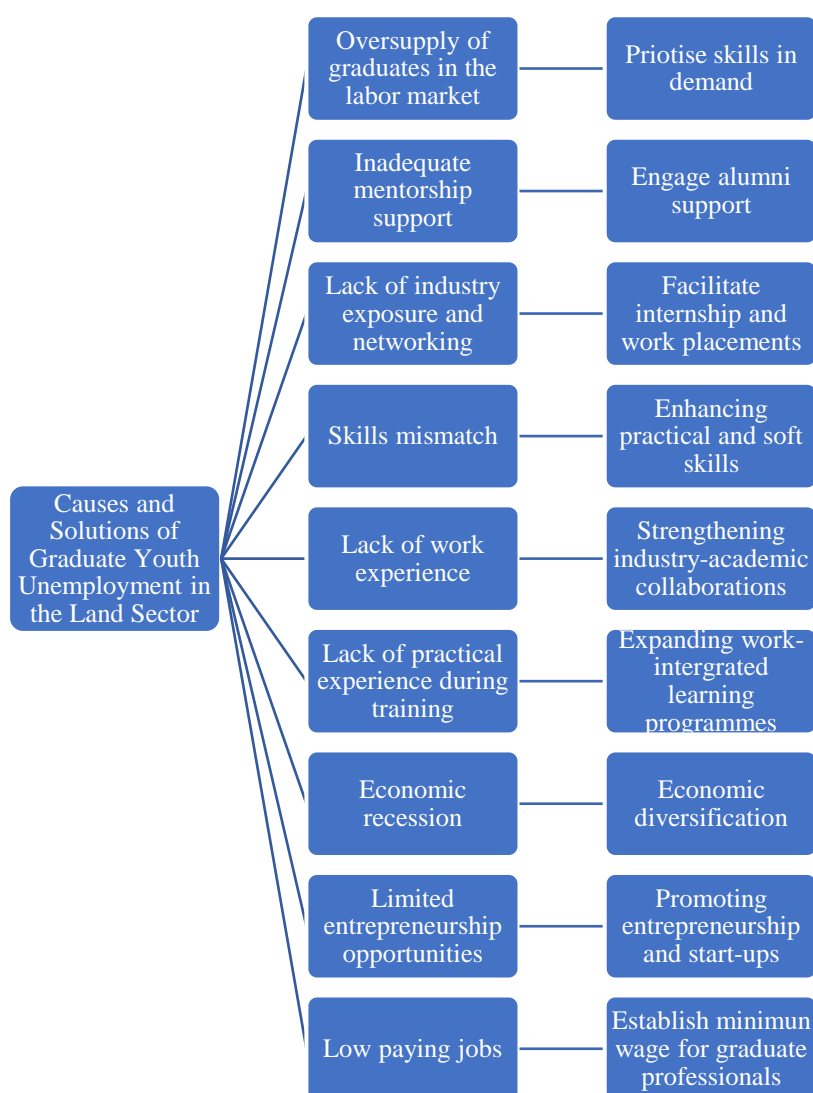 Oversupply of
graduates in the
labor market
Priotise skills in
demand
Inadequate
mentorship
support
Engage alumni
support
Lack of industry
exposure and
networking
Facilitate
internship and
work placements
Skills mismatch
Enhancing
practical and soft
skills
Causes and
Solutions of
Graduate Youth
Unemployment in
the Land Sector
Lack of work
experience
Strengthening
industry-academic
collaborations
Lack of practical
experience during
training
Expanding work-
intergrated
learning
programmes
Economic
recession
Economic
diversification
Limited
entrepreneurship
opportunities
Promoting
entrepreneurship
and start-ups
Low paying jobs
Establish minimun
wage for graduate
professionals